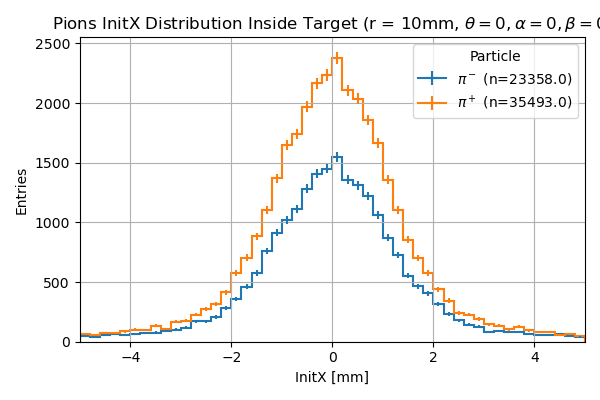 Pions InitX Distribution Inside Target (r = 10mm, θ = 0, α = 0, β = 0
Particle
π⁻ (n=23358.0)
π⁺ (n=35493.0)
Entries
2500
2000
1500
1000
500
0
−4 −2 0 2 4
InitX [mm]